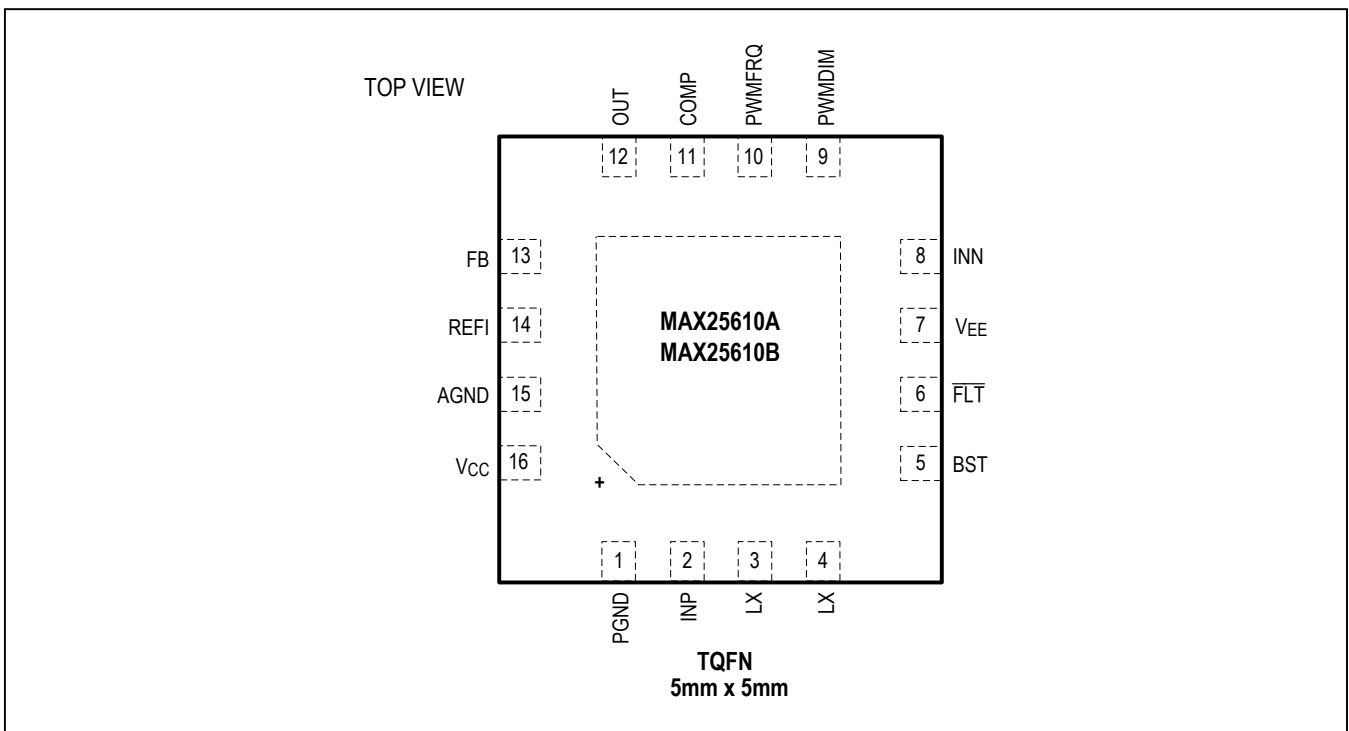 TOP VIEW
OUT COMP PWMFRQ PWMDIM
12 11 10 9
FB 13 8 INN
REFI 14 7 VEE
MAX25610A
MAX25610B
AGND 15 6 FLT
VCC 16 5 BST
+
1 2 3 4
PGND INP LX LX
TQFN
5mm x 5mm